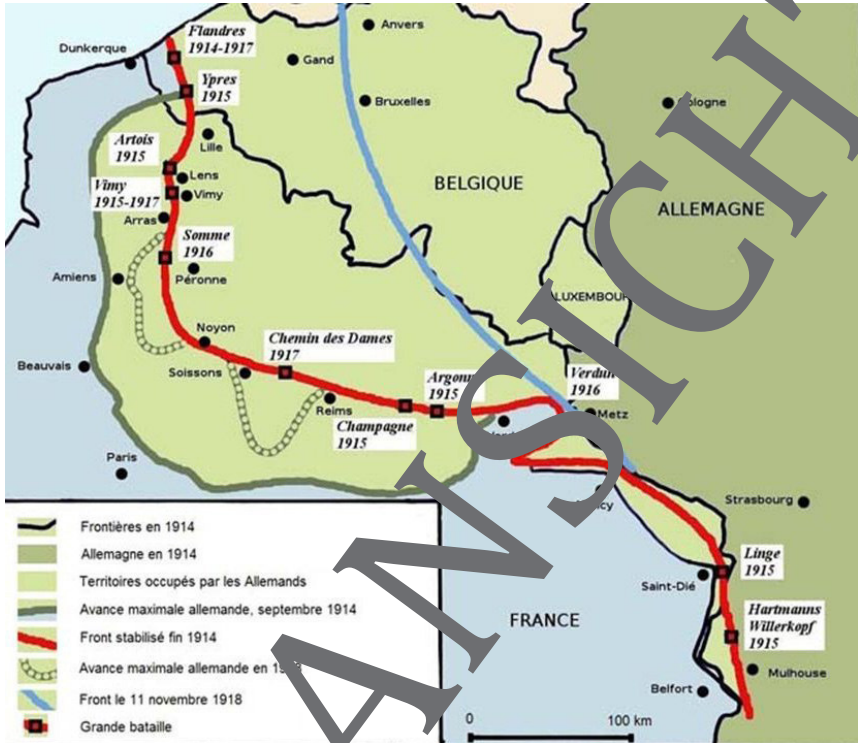 Flandres
1914-1917
Anvers
Dunkerque
Gand
Ypres
1915
Bruxelles
Cologne
Lille
Artois
1915
Lens
Vimy
1915-1917
Vimy
BELGIQUE
Arras
ALLEMAGNE
Somme
1916
Amiens
Péronne
LUXEMBOURG
Noyon
Chemin des Dames
1917
Beauvais
Soissons
Argonne
1915
Verdun
1916
Reims
Metz
Champagne
1915
Paris
Strasbourg
Linge
1915
Saint-Dié
FRANCE
Hartmanns
Willerkopf
1915
Mulhouse
Belfort
Frontières en 1914
Allemagne en 1914
Territoires occupés par les Allemands
Avance maximale allemande, septembre 1914
Front stabilisé fin 1914
Avance maximale allemande en
Front le 11 novembre 1918
Grande bataille
0 100 km
ANSICHT